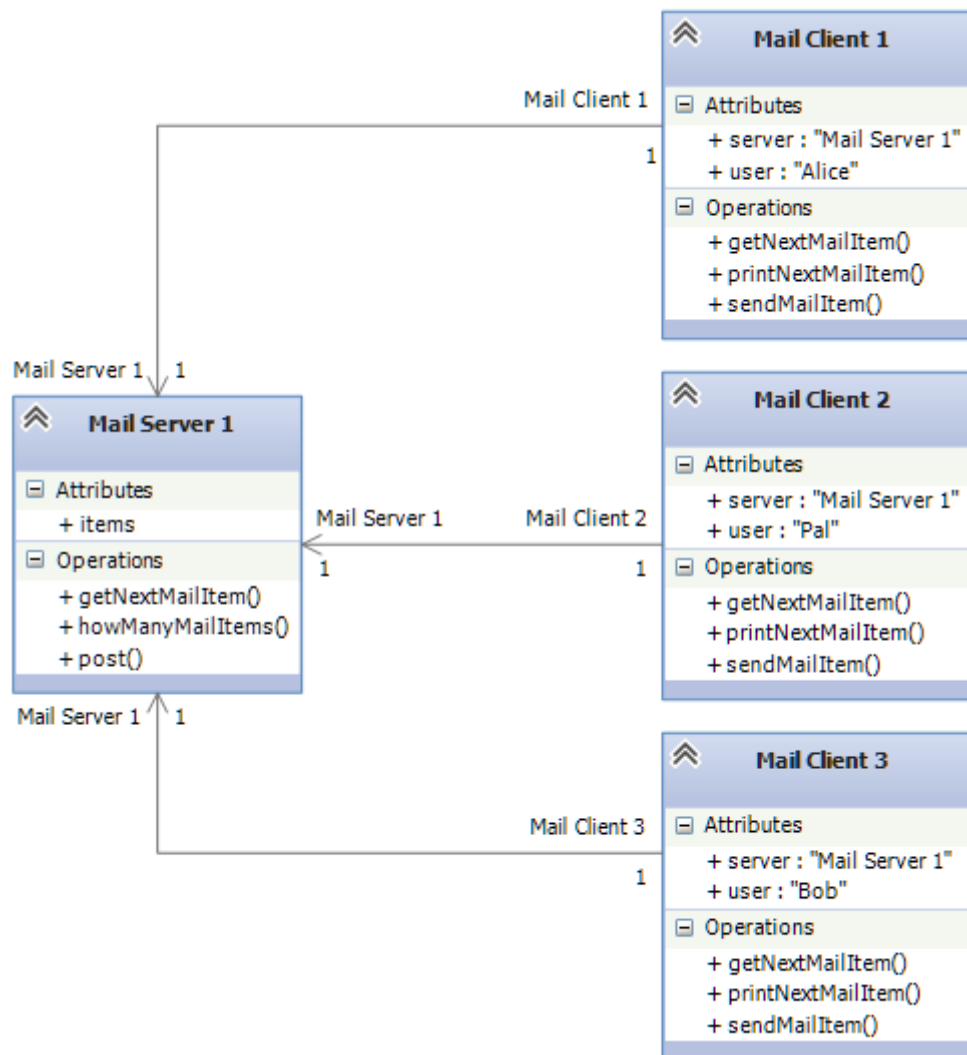 Mail Client 1
Attributes
+ server : "Mail Server 1"
+ user : "Alice"
Operations
+ getNextMailItem()
+ printNextMailItem()
+ sendMailItem()
Mail Client 1
1
Mail Server 1
1
Mail Server 1
Attributes
+ items
Operations
+ getNextMailItem()
+ howManyMailItems()
+ post()
Mail Server 1
1
Mail Client 2
1
Mail Client 2
Attributes
+ server : "Mail Server 1"
+ user : "Pal"
Operations
+ getNextMailItem()
+ printNextMailItem()
+ sendMailItem()
Mail Server 1
1
Mail Client 3
1
Mail Client 3
Attributes
+ server : "Mail Server 1"
+ user : "Bob"
Operations
+ getNextMailItem()
+ printNextMailItem()
+ sendMailItem()